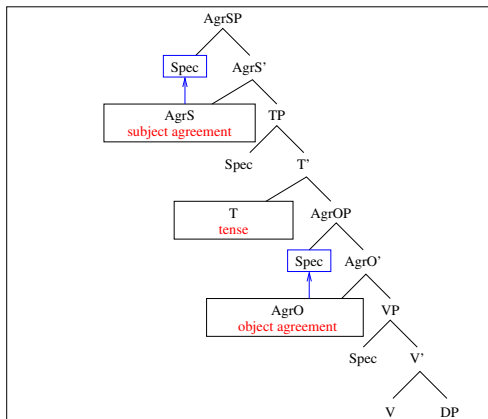 AgrSP
Spec AgrS’
AgrS TP
subject agreement
Spec T’
T AgrOP
tense
Spec AgrO’
AgrO VP
object agreement
Spec V’
V DP